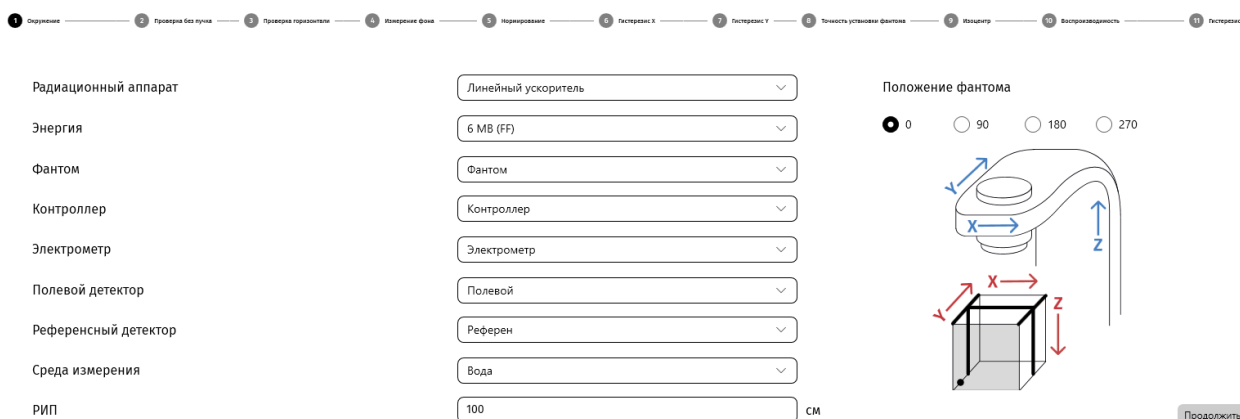 1 Окружение 2 Проверка без пучка 3 Проверка горизонтали 4 Измерение фона 5 Нормирование 6 Гистерезис X 7 Гистерезис Y 8 Точность установки фантома 9 Изоцентр 10 Воспроизводимость 11 Гистерезис
Радиационный аппарат Линейный ускоритель
Энергия 6 МВ (FF)
Фантом Фантом
Контроллер Контроллер
Электрометр Электрометр
Полевой детектор Полевой
Референсный детектор Референ
Среда измерения Вода
РИП 100 см
Положение фантома
0 90 180 270
Y
X
Z
X
Y
Z
Продолжить